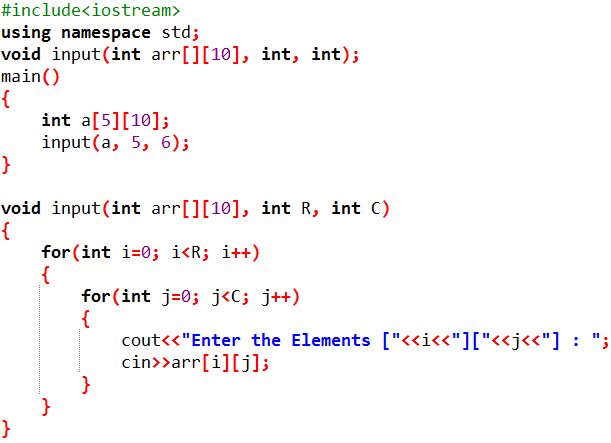 #include<iostream>
using namespace std;
void input(int arr[][10], int, int);
main()
{
    int a[5][10];
    input(a, 5, 6);
}

void input(int arr[][10], int R, int C)
{
    for(int i=0; i<R; i++)
    {
        for(int j=0; j<C; j++)
        {
            cout<<"Enter the Elements ["<<i<<"]["<<j<<"] : ";
            cin>>arr[i][j];
        }
    }
}